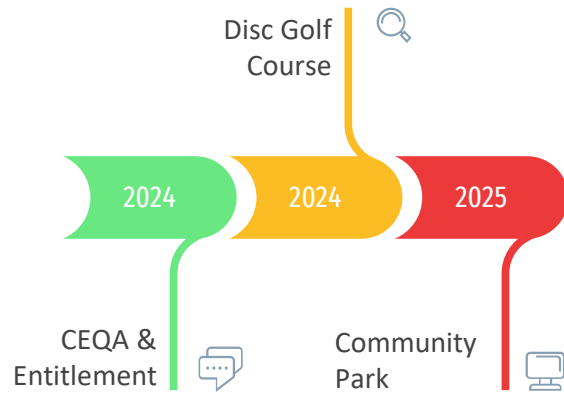 Disc Golf
Course
2024
2024
2025
CEQA &
Entitlement
Community
Park